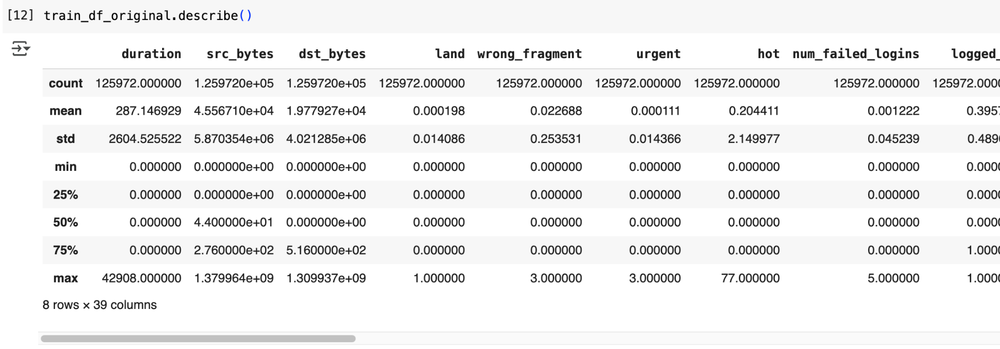 [12] train_df_original.describe()
duration src_bytes dst_bytes land wrong_fragment urgent hot num_failed_logins logged_
count 125972.000000 1.259720e+05 1.259720e+05 125972.000000 125972.000000 125972.000000 125972.000000 125972.000000 125972.000
mean 287.146929 4.556710e+04 1.977927e+04 0.000198 0.022688 0.000111 0.204411 0.001222 0.395
std 2604.525522 5.870354e+06 4.021285e+06 0.014086 0.253531 0.014366 2.149977 0.045239 0.489
min 0.000000 0.000000e+00 0.000000e+00 0.000000 0.000000 0.000000 0.000000 0.000000 0.000
25% 0.000000 0.000000e+00 0.000000e+00 0.000000 0.000000 0.000000 0.000000 0.000000 0.000
50% 0.000000 4.400000e+01 0.000000e+00 0.000000 0.000000 0.000000 0.000000 0.000000 0.000
75% 0.000000 2.760000e+02 5.160000e+02 0.000000 0.000000 0.000000 0.000000 0.000000 1.000
max 42908.000000 1.379964e+09 1.309937e+09 1.000000 3.000000 3.000000 77.000000 5.000000 1.000
8 rows × 39 columns